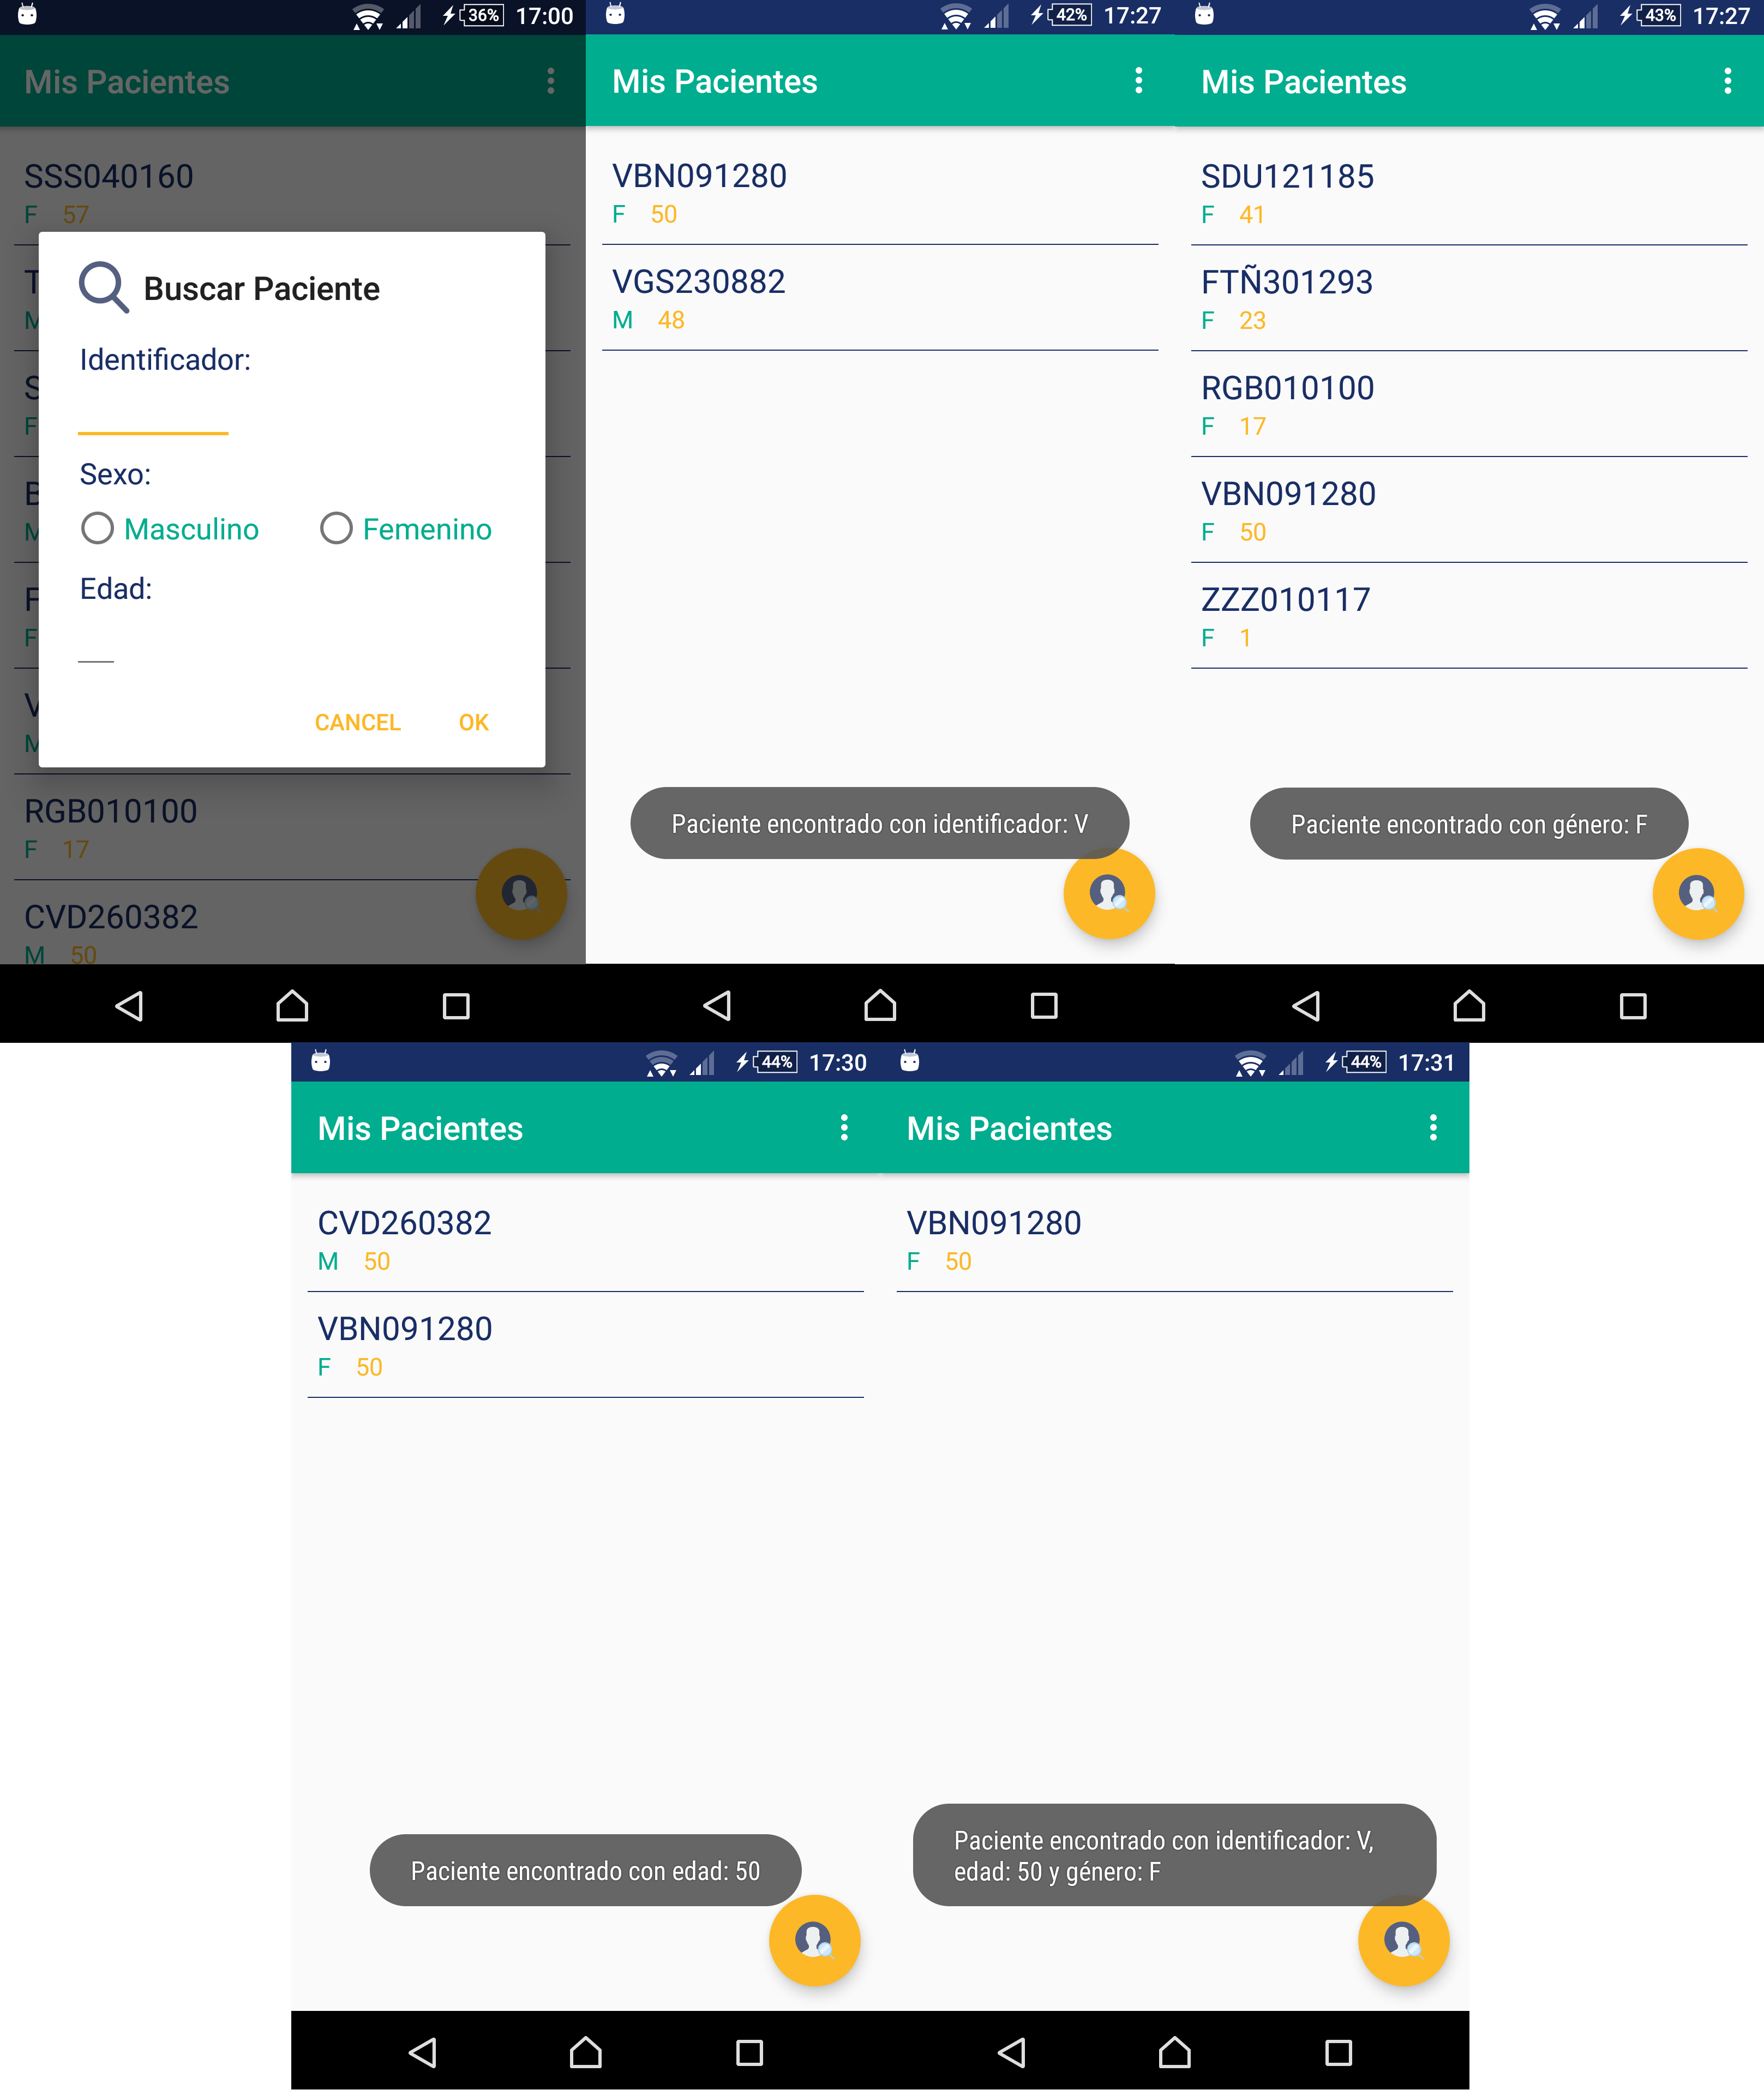 36% 17:00
Mis Pacientes
SSS040160
F 57
Buscar Paciente
Identificador:
Sexo:
Masculino Femenino
Edad:
CANCEL OK
RGB010100
F 17
CVD260382
M 50
42% 17:27
Mis Pacientes
VBN091280
F 50
VGS230882
M 48
Paciente encontrado con identificador: V
43% 17:27
Mis Pacientes
SDU121185
F 41
FTÑ301293
F 23
RGB010100
F 17
VBN091280
F 50
ZZZ010117
F 1
Paciente encontrado con género: F
44% 17:30
Mis Pacientes
CVD260382
M 50
VBN091280
F 50
Paciente encontrado con edad: 50
44% 17:31
Mis Pacientes
VBN091280
F 50
Paciente encontrado con identificador: V,
edad: 50 y género: F